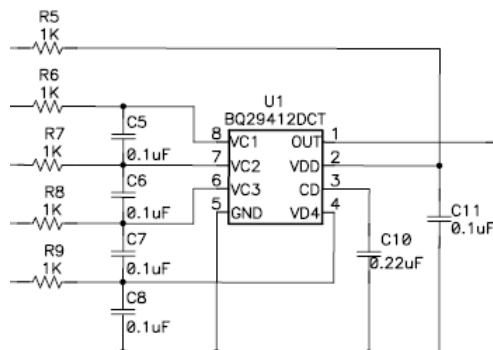 R5
1K
R6
1K
R7
1K
R8
1K
R9
1K
C5
0.1uF
C6
0.1uF
C7
0.1uF
C8
0.1uF
U1
BQ29412DCT
8 VC1 OUT 1
7 VC2 VDD 2
6 VC3 CD 3
5 GND VD4 4
C10
0.22uF
C11
0.1uF